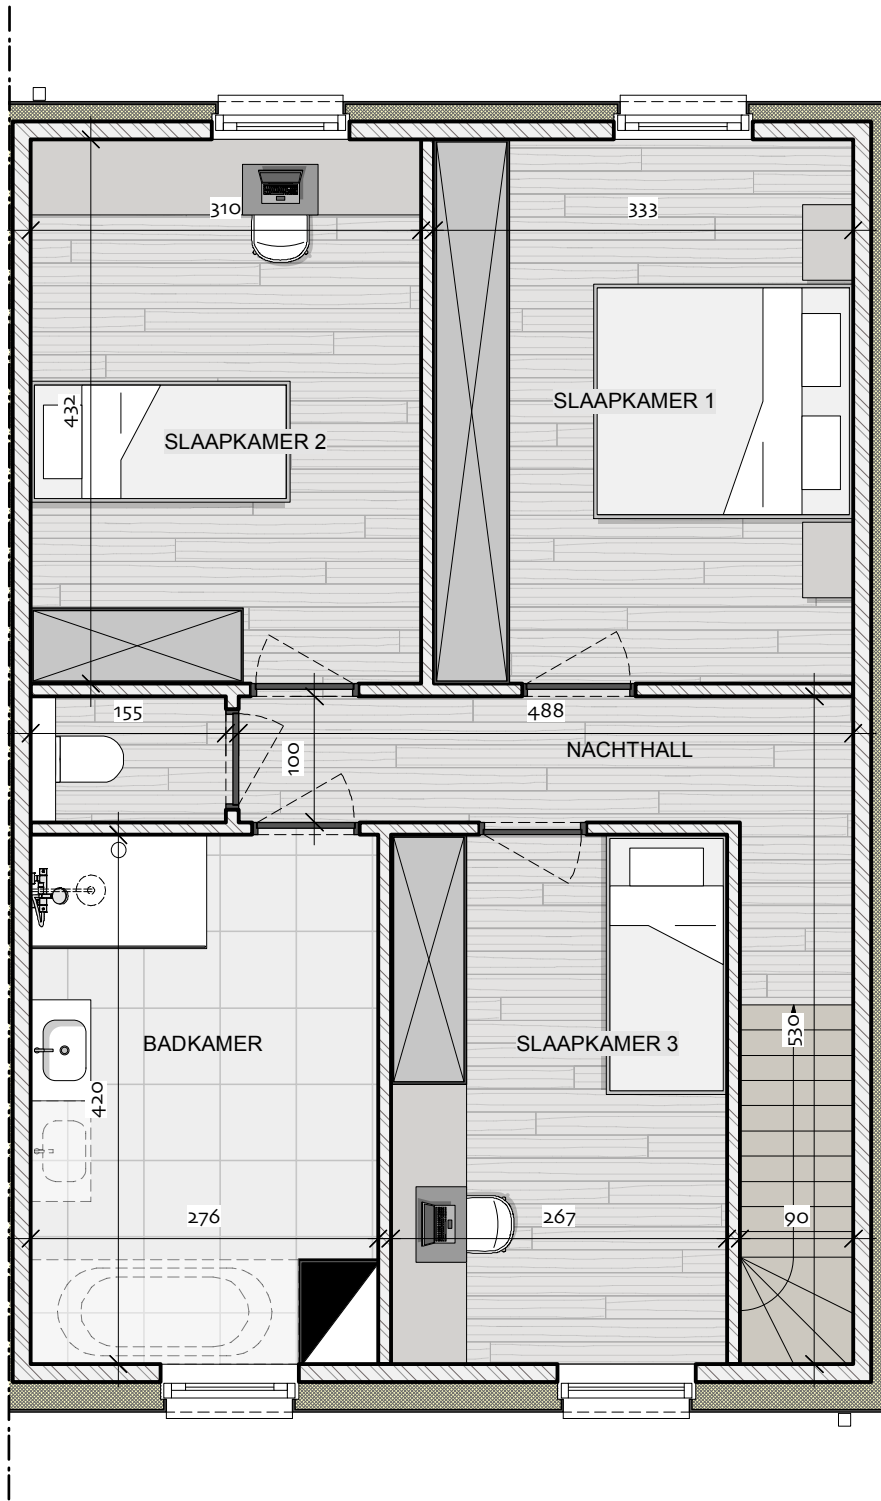 310
333
432
SLAAPKAMER 1
SLAAPKAMER 2
155
488
100
NACHTHALL
530
BADKAMER
SLAAPKAMER 3
420
276
267
90